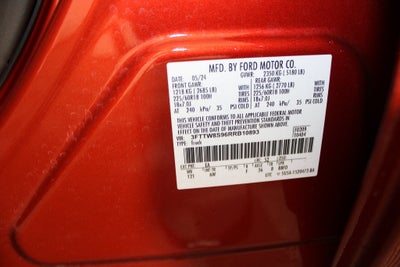 MFD. BY FORD MOTOR CO.
DATE: 05/24 GVWR: 2350 KG ( 5180 LB)
FRONT GAWR: REAR GAWR:
1218 KG ( 2685 LB) WITH 1256 KG ( 2770 LB) WITH
225/60R18 100H TIRES 225/60R18 100H TIRES
18x7.0J RIMS 18x7.0J RIMS
AT 240 kPa/ 35 PSI COLD AT 240 kPa/ 35 PSI COLD
THIS VEHICLE CONFORMS TO ALL APPLICABLE FEDERAL MOTOR
VEHICLE SAFETY AND THEFT PREVENTION STANDARDS IN EFFECT
ON THE DATE OF MANUFACTURE SHOWN ABOVE.
VIN: 3FTTW8S96RRB10893
TYPE: Truck